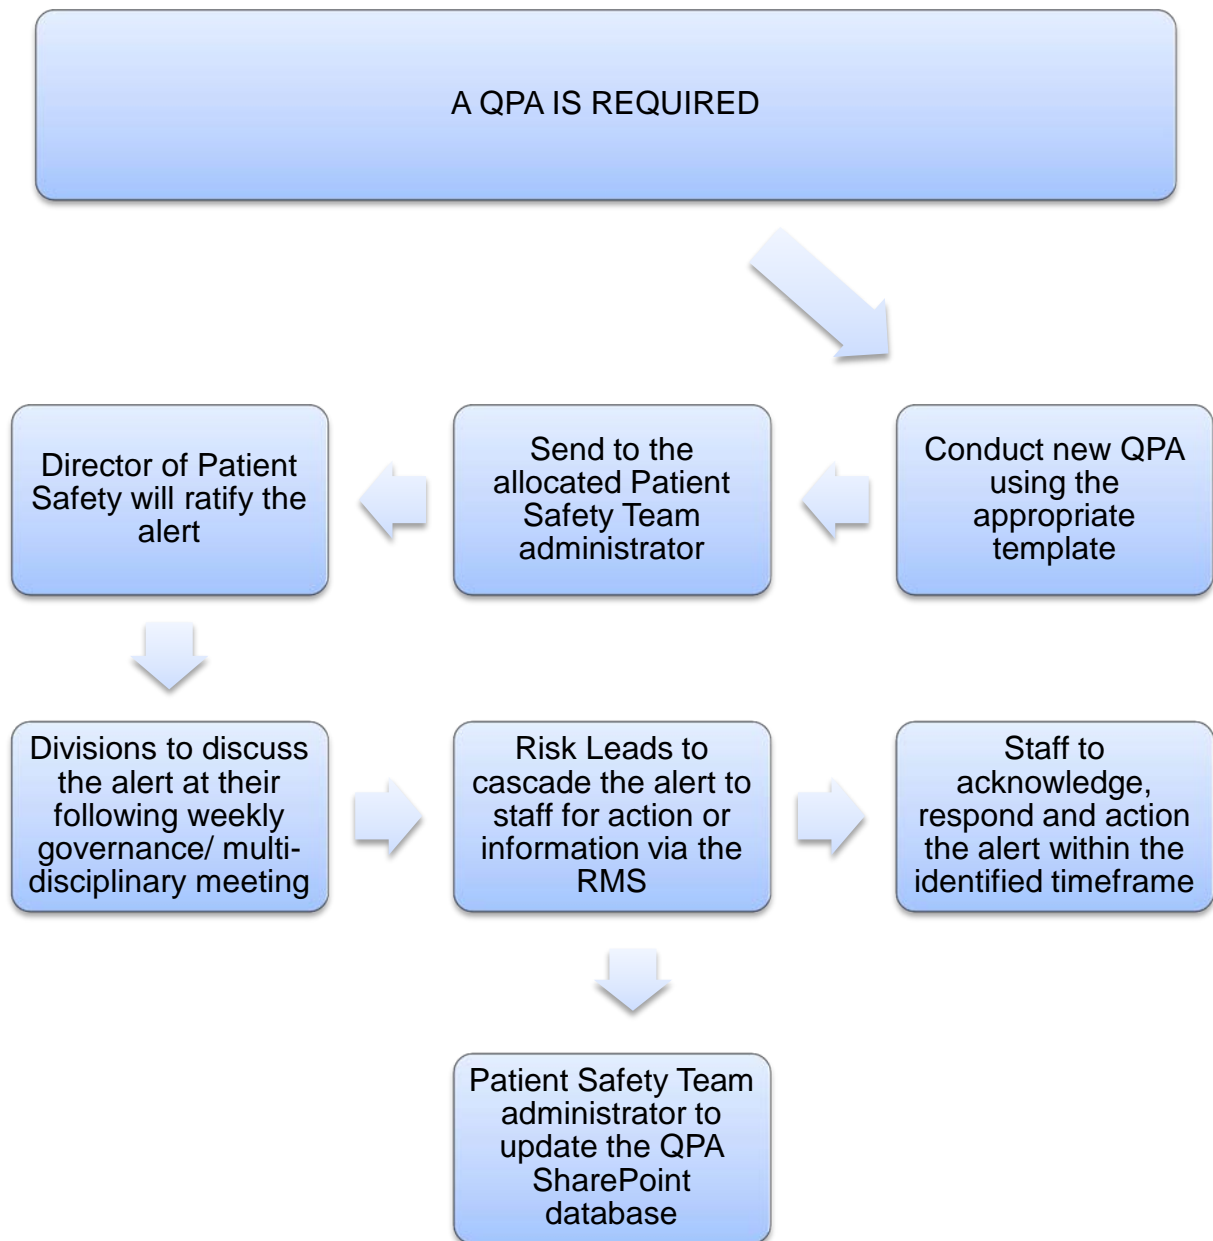 A QPA IS REQUIRED
Conduct new QPA
using the
appropriate
template
Send to the
allocated Patient
Safety Team
administrator
Director of Patient
Safety will ratify the
alert
Divisions to discuss
the alert at their
following weekly
governance/ multi-
disciplinary meeting
Risk Leads to
cascade the alert to
staff for action or
information via the
RMS
Staff to
acknowledge,
respond and action
the alert within the
identified timeframe
Patient Safety Team
administrator to
update the QPA
SharePoint
database